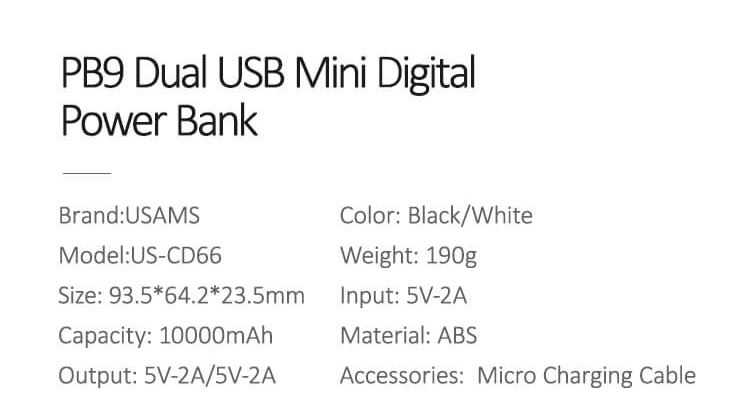 PB9 Dual USB Mini Digital
Power Bank
Brand:USAMS
Model:US-CD66
Size: 93.5*64.2*23.5mm
Capacity: 10000mAh
Output: 5V-2A/5V-2A
Color: Black/White
Weight: 190g
Input: 5V-2A
Material: ABS
Accessories: Micro Charging Cable